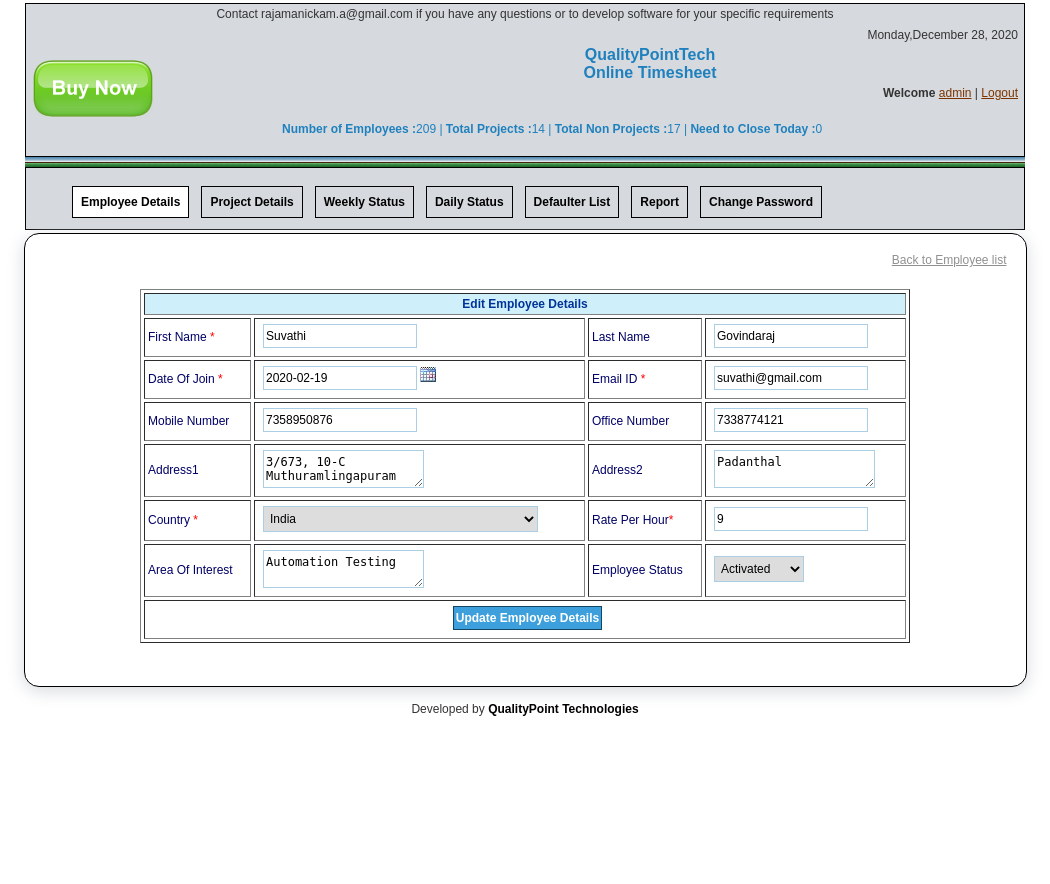 Contact rajamanickam.a@gmail.com if you have any questions or to develop software for your specific requirements
Monday,December 28, 2020
QualityPointTech
Online Timesheet
Buy Now
Welcome admin | Logout
Number of Employees :209 | Total Projects :14 | Total Non Projects :17 | Need to Close Today :0
Employee Details Project Details Weekly Status Daily Status Defaulter List Report Change Password
Back to Employee list
Edit Employee Details
First Name * Suvathi Last Name Govindaraj
Date Of Join * 2020-02-19 Email ID * suvathi@gmail.com
Mobile Number 7358950876 Office Number 7338774121
Address1 3/673, 10-C
Muthuramlingapuram
Address2 Padanthal
Country * India Rate Per Hour* 9
Area Of Interest Automation Testing Employee Status Activated
Update Employee Details
Developed by QualityPoint Technologies